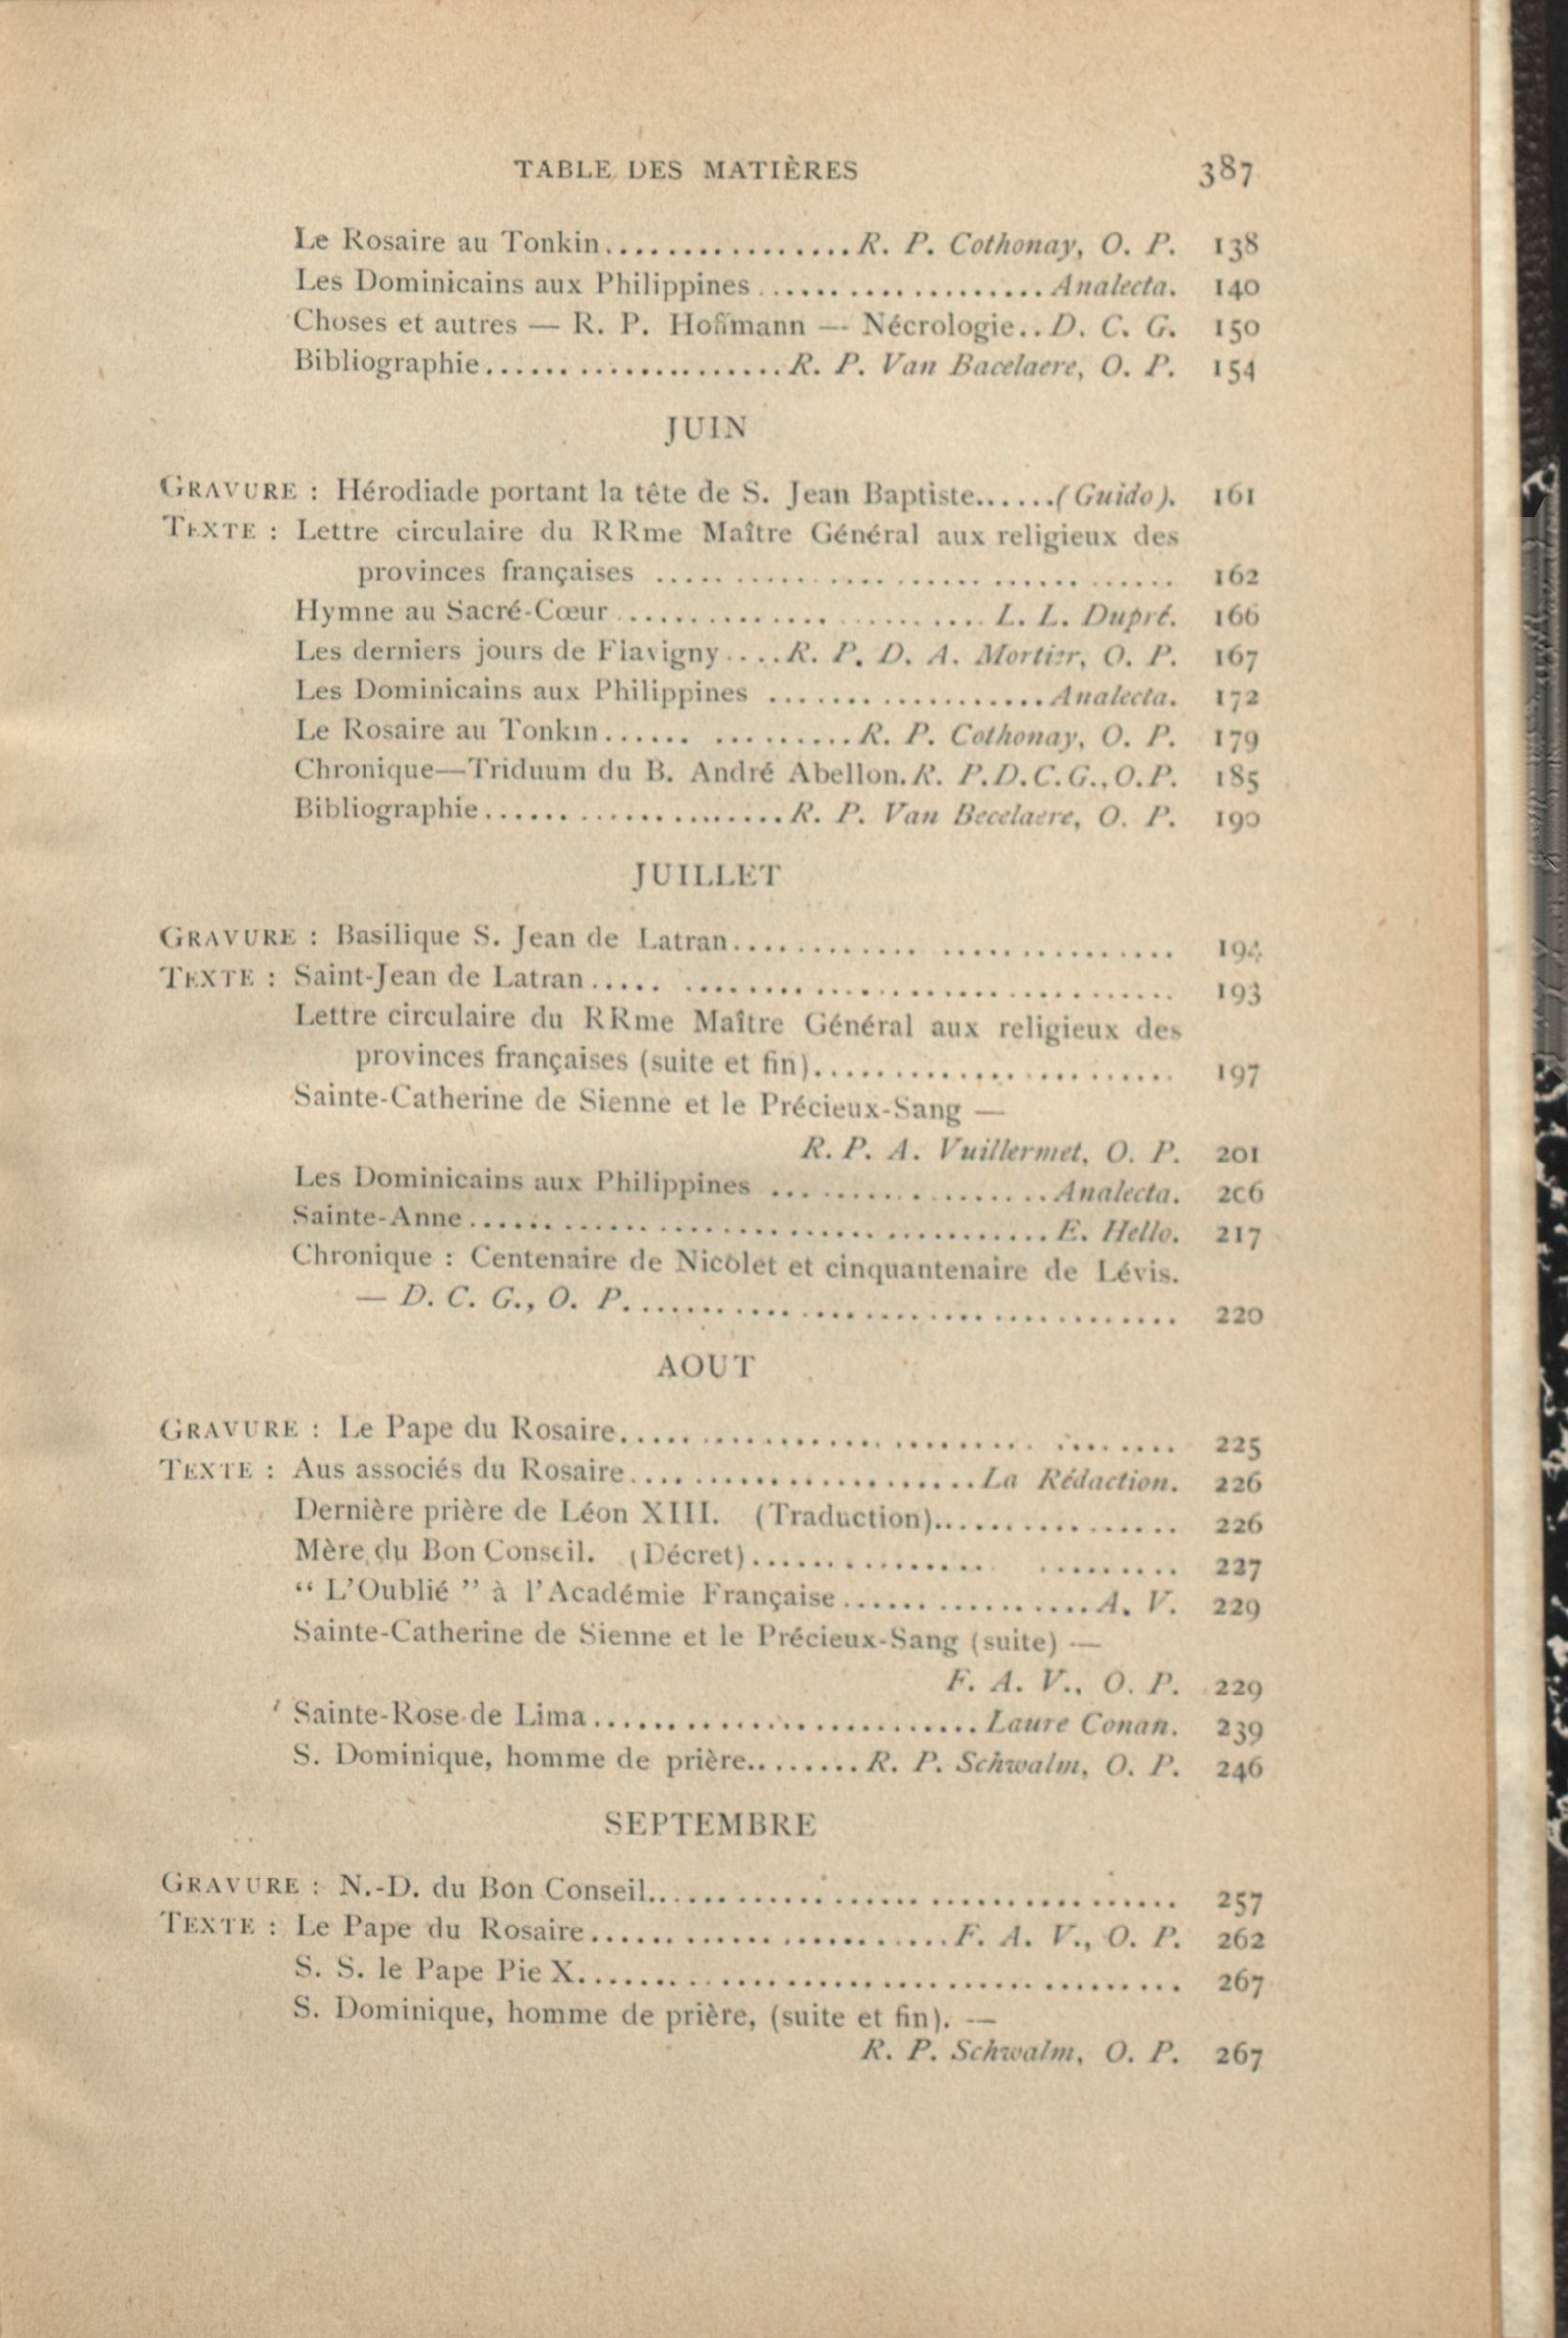 TABLE DES MATIÈRES 387
Le Rosaire au Tonkin.................R. P. Cothonay, O. P. 138
Les Dominicains aux Philippines....................Analecta. 140
Choses et autres — R. P. Hoffmann — Nécrologie..D. C. G. 150
Bibliographie.....................R. P. Van Bacelaere, O. P. 154
JUIN
GRAVURE : Hérodiade portant la tête de S. Jean Baptiste......(Guido). 161
TEXTE : Lettre circulaire du RRme Maître Général aux religieux des
provinces françaises .................................. 162
Hymne au Sacré-Cœur..........................L. L. Dupré. 166
Les derniers jours de Flavigny....R. P. D. A. Mortier, O. P. 167
Les Dominicains aux Philippines ...................Analecta. 172
Le Rosaire au Tonkin...... .........R. P. Cothonay, O. P. 179
Chronique—Triduum du B. André Abellon.R. P.D.C.G.,O.P. 185
Bibliographie.....................R. P. Van Becelaere, O. P. 190
JUILLET
GRAVURE : Basilique S. Jean de Latran.............................. 194
TEXTE : Saint-Jean de Latran..... .................................. 193
Lettre circulaire du RRme Maître Général aux religieux des
provinces françaises (suite et fin)......................... 197
Sainte-Catherine de Sienne et le Précieux-Sang —
R. P. A. Vuillermet, O. P. 201
Les Dominicains aux Philippines ...................Analecta. 206
Sainte-Anne........................................E. Hello. 217
Chronique : Centenaire de Nicolet et cinquantenaire de Lévis.
— D. C. G., O. P...................................... 220
AOUT
GRAVURE : Le Pape du Rosaire...................................... 225
TEXTE : Aus associés du Rosaire........................La Rédaction. 226
Dernière prière de Léon XIII. (Traduction)................. 226
Mère du Bon Conseil. (Décret)................ ......... 227
“ L’Oublié ” à l’Académie Française.................A. V. 229
Sainte-Catherine de Sienne et le Précieux-Sang (suite) —
F. A. V., O. P. 229
Sainte-Rose de Lima..........................Laure Conan. 239
S. Dominique, homme de prière.........R. P. Schwalm, O. P. 246
SEPTEMBRE
GRAVURE : N.-D. du Bon Conseil.................................... 257
TEXTE : Le Pape du Rosaire........................F. A. V., O. P. 262
S. S. le Pape Pie X......................................... 267
S. Dominique, homme de prière, (suite et fin). —
R. P. Schwalm, O. P. 267